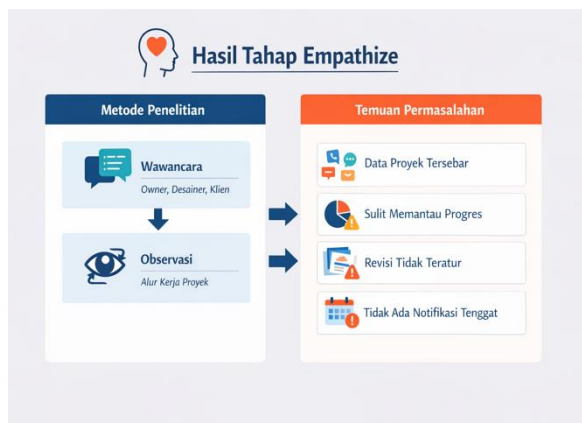 Hasil Tahap Empathize
Metode Penelitian
Wawancara
Owner, Desainer, Klien
Observasi
Alur Kerja Proyek
Temuan Permasalahan
Data Proyek Tersebar
Sulit Memantau Progres
Revisi Tidak Teratur
Tidak Ada Notifikasi Tenggat